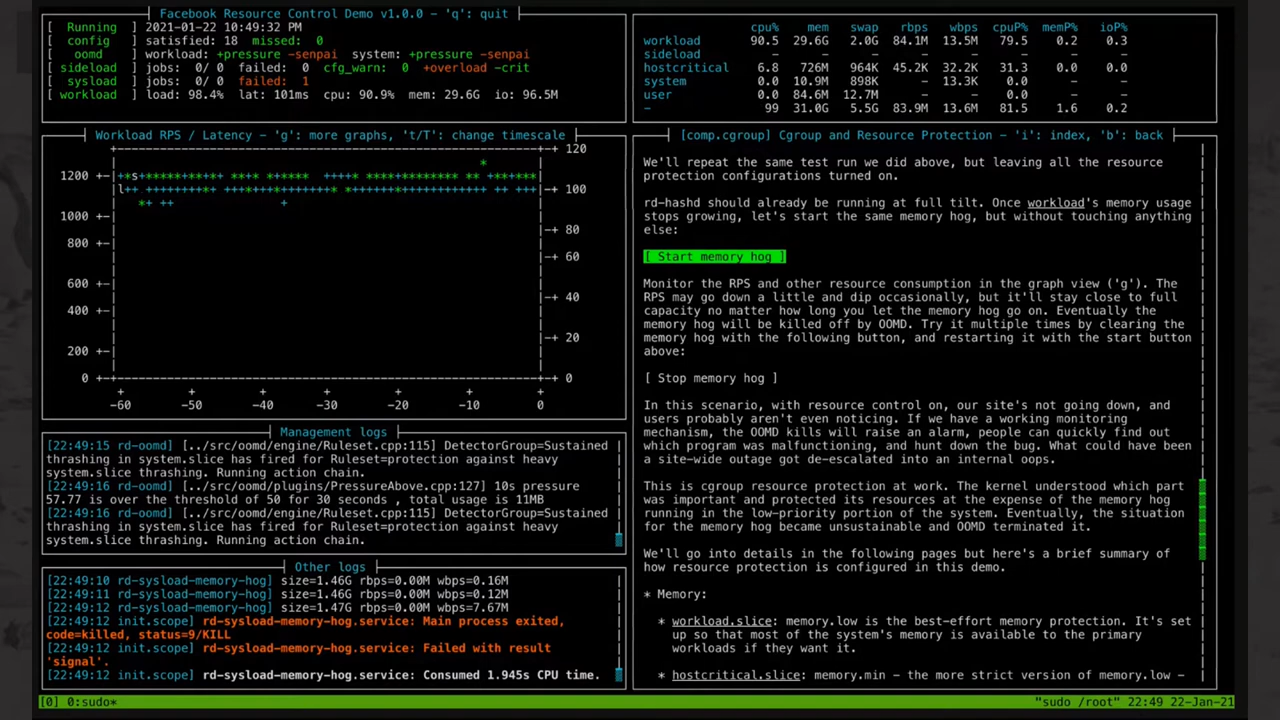 Facebook Resource Control Demo v1.0.0 - 'q': quit
[ Running ] 2021-01-22 10:49:32 PM
[ config ] satisfied: 18 missed: 0
[ oomd ] workload: +pressure -senpai system: +pressure -senpai
[ sideload ] jobs: 0/ 0 failed: 0 cfg_warn: 0 +overload -crit
[ sysload ] jobs: 0/ 0 failed: 1
[ workload ] load: 98.4% lat: 101ms cpu: 90.9% mem: 29.6G io: 96.5M
cpu% mem swap rbps wbps cpuP% memP% ioP%
workload 90.5 29.6G 2.0G 84.1M 13.5M 79.5 0.2 0.3
sideload - - - - - - - -
hostcritical 6.8 726M 964K 45.2K 32.2K 31.3 0.0 0.0
system 0.0 10.9M 898K - 13.3K 0.0 - -
user 0.0 84.6M 12.7M - - 0.0 - -
- 99 31.0G 5.5G 83.9M 13.6M 81.5 1.6 0.2
Workload RPS / Latency - 'g': more graphs, 't/T': change timescale
120
1200
100
1000
80
800
60
600
40
400
20
200
0
0
-60 -50 -40 -30 -20 -10 0
Management logs
[22:49:15 rd-oomd] [../src/oomd/engine/Ruleset.cpp:115] DetectorGroup=Sustained
thrashing in system.slice has fired for Ruleset=protection against heavy
system.slice thrashing. Running action chain.
[22:49:16 rd-oomd] [../src/oomd/plugins/PressureAbove.cpp:127] 10s pressure
57.77 is over the threshold of 50 for 30 seconds , total usage is 11MB
[22:49:16 rd-oomd] [../src/oomd/engine/Ruleset.cpp:115] DetectorGroup=Sustained
thrashing in system.slice has fired for Ruleset=protection against heavy
system.slice thrashing. Running action chain.
Other logs
[22:49:10 rd-sysload-memory-hog] size=1.46G rbps=0.00M wbps=0.16M
[22:49:11 rd-sysload-memory-hog] size=1.46G rbps=0.00M wbps=0.12M
[22:49:12 rd-sysload-memory-hog] size=1.47G rbps=0.00M wbps=7.67M
[22:49:12 init.scope] rd-sysload-memory-hog.service: Main process exited,
code=killed, status=9/KILL
[22:49:12 init.scope] rd-sysload-memory-hog.service: Failed with result
'signal'.
[22:49:12 init.scope] rd-sysload-memory-hog.service: Consumed 1.945s CPU time.
[comp.cgroup] Cgroup and Resource Protection - 'i': index, 'b': back
We'll repeat the same test run we did above, but leaving all the resource
protection configurations turned on.
rd-hashd should already be running at full tilt. Once workload's memory usage
stops growing, let's start the same memory hog, but without touching anything
else:
[ Start memory hog ]
Monitor the RPS and other resource consumption in the graph view ('g'). The
RPS may go down a little and dip occasionally, but it'll stay close to full
capacity no matter how long you let the memory hog go on. Eventually the
memory hog will be killed off by OOMD. Try it multiple times by clearing the
memory hog with the following button, and restarting it with the start button
above:
[ Stop memory hog ]
In this scenario, with resource control on, our site's not going down, and
users probably aren't even noticing. If we have a working monitoring
mechanism, the OOMD kills will raise an alarm, people can quickly find out
which program was malfunctioning, and hunt down the bug. What could have been
a site-wide outage got de-escalated into an internal oops.
This is cgroup resource protection at work. The kernel understood which part
was important and protected its resources at the expense of the memory hog
running in the low-priority portion of the system. Eventually, the situation
for the memory hog became unsustainable and OOMD terminated it.
We'll go into details in the following pages but here's a brief summary of
how resource protection is configured in this demo.
* Memory:
* workload.slice: memory.low is the best-effort memory protection. It's set
up so that most of the system's memory is available to the primary
workloads if they want it.
* hostcritical.slice: memory.min - the more strict version of memory.low -
[0] 0:sudo* "sudo /root" 22:49 22-Jan-21